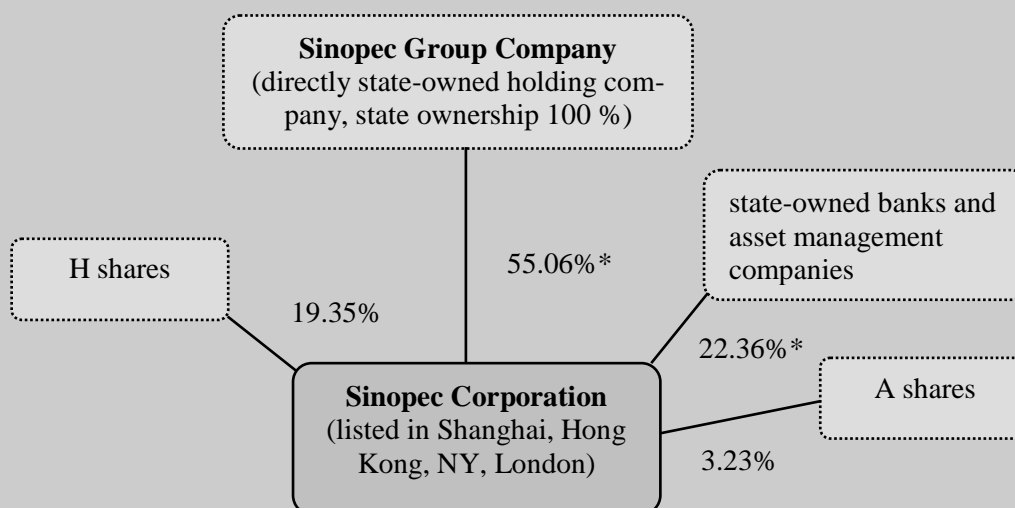 Sinopec Group Company
(directly state-owned holding com-
pany, state ownership 100 %)
state-owned banks and
asset management
companies
H shares
55.06%*
19.35%
22.36%*
A shares
Sinopec Corporation
(listed in Shanghai, Hong
Kong, NY, London)
3.23%